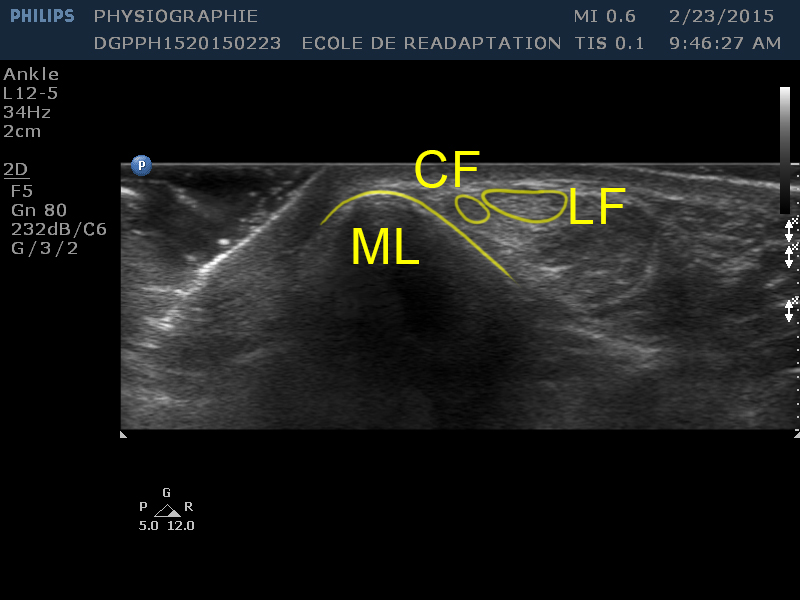 PHILIPS PHYSIOGRAPHIE MI 0.6 2/23/2015
DGPPH1520150223 ECOLE DE READAPTATION TIS 0.1 9:46:27 AM
Ankle
L12-5
34Hz
2cm
2D
F5
Gn 80
232dB/C6
G/3/2
P
CF
LF
ML
G
P R
5.0 12.0